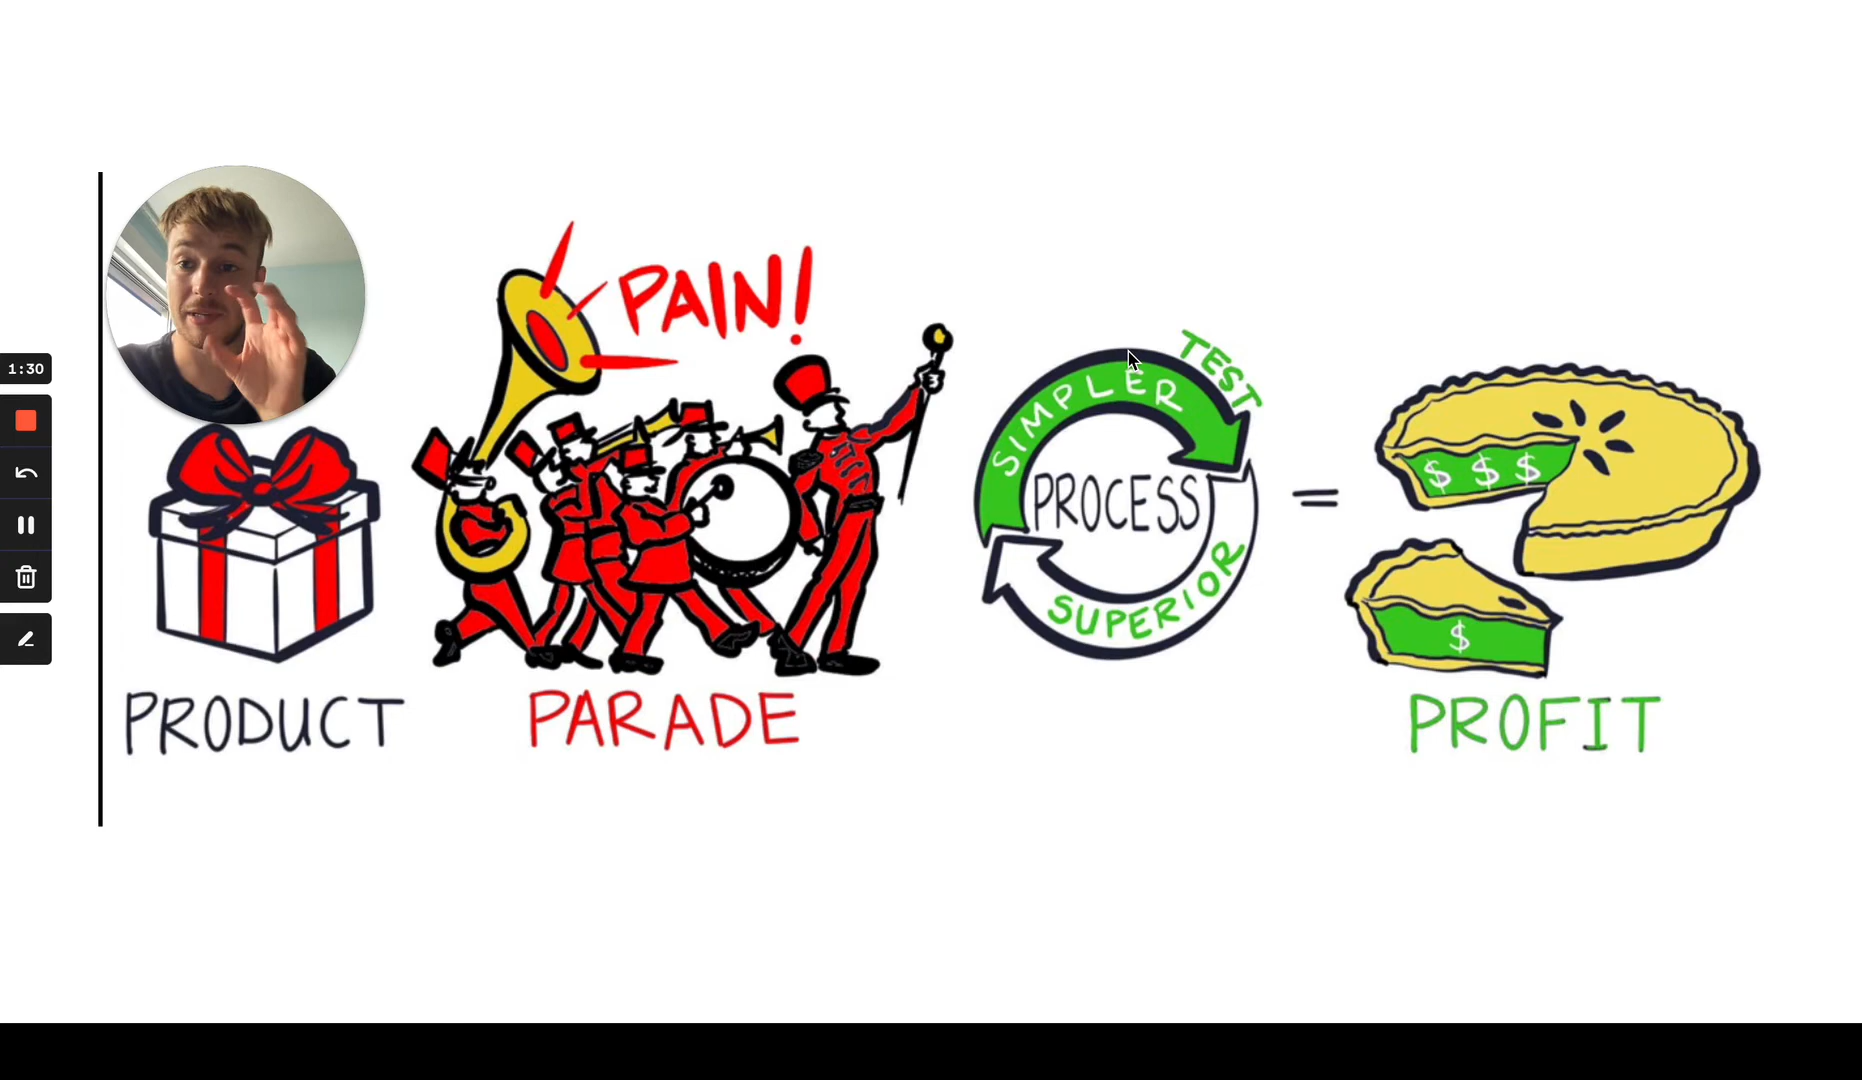 1:30
PAIN!
TEST
SIMPLER
PROCESS
SUPERIOR
=
$ $ $
$
PRODUCT
PARADE
PROFIT